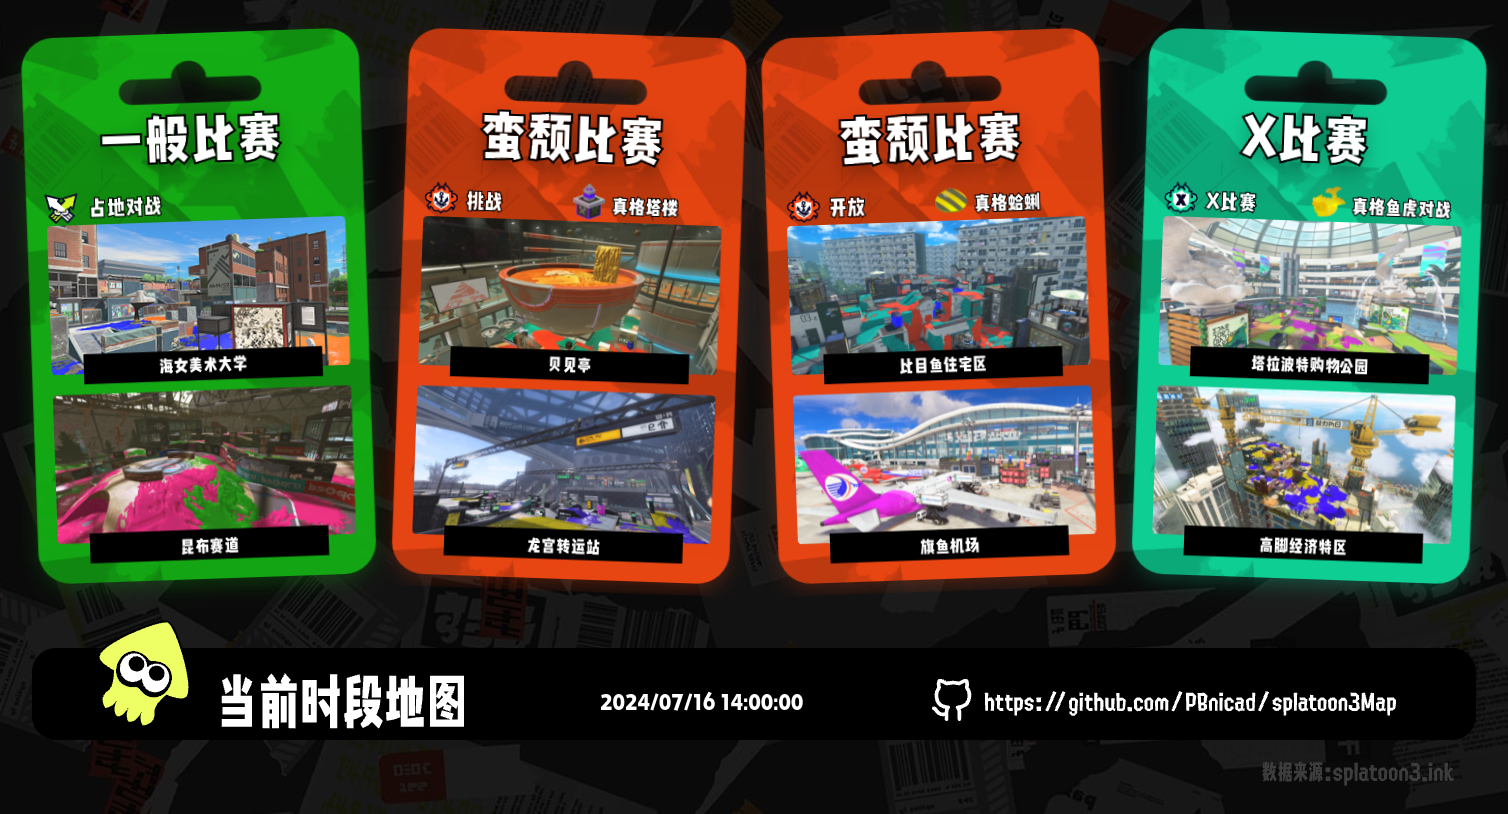 一般比赛
占地对战
海女美术大学
昆布赛道
蛮颓比赛
挑战
真格塔楼
贝见亭
龙宫转运站
蛮颓比赛
开放
真格蛤蜊
比目鱼住宅区
旗鱼机场
X比赛
X比赛
真格鱼虎对战
塔拉波特购物公园
高脚经济特区
当前时段地图
2024/07/16 14:00:00
https://github.com/PBnicad/splatoon3Map
数据来源:splatoon3.ink